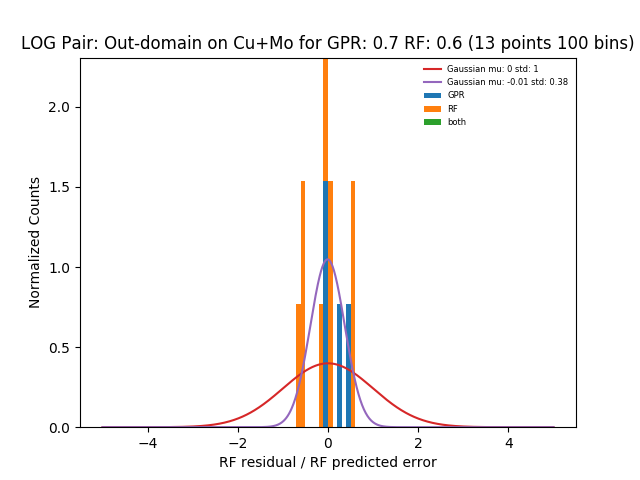 LOG Pair: Out-domain on Cu+Mo for GPR: 0.7 RF: 0.6 (13 points 100 bins)
Gaussian mu: 0 std: 1
Gaussian mu: -0.01 std: 0.38
GPR
RF
both
Normalized Counts
2.0
1.5
1.0
0.5
0.0
−4 −2 0 2 4
RF residual / RF predicted error